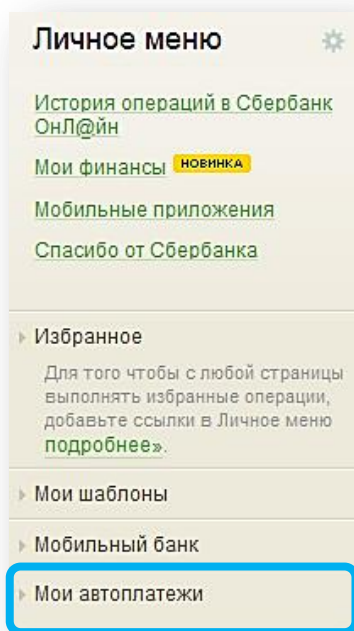 Личное меню
История операций в Сбербанк
ОнЛ@йн
Мои финансы НОВИНКА
Мобильные приложения
Спасибо от Сбербанка
Избранное
Для того чтобы с любой страницы
выполнять избранные операции,
добавьте ссылки в Личное меню
подробнее».
Мои шаблоны
Мобильный банк
Мои автоплатежи